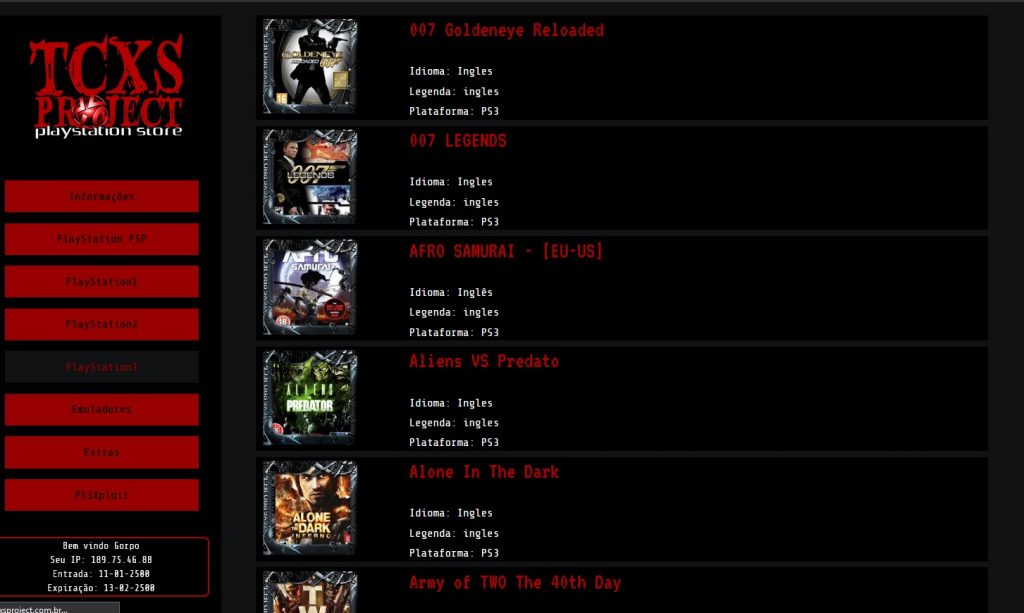 TCXS
PROJECT
playstation store
Informações
PlayStation PSP
PlayStation1
PlayStation2
PlayStation3
Emuladores
Extras
PS3Xploit
Bem vindo Gorpo
Seu IP: 189.75.46.88
Entrada: 11-01-2500
Expiração: 13-02-2500
xsproject.com.br...
GOLDENEYE
RELOADED 007
16
007 Goldeneye Reloaded
Idioma: Ingles
Legenda: ingles
Plataforma: PS3
007
LEGENDS
007 LEGENDS
Idioma: Ingles
Legenda: ingles
Plataforma: PS3
AFRO
SAMURAI
18
AFRO SAMURAI - [EU-US]
Idioma: Inglês
Legenda: ingles
Plataforma: PS3
ALIENS
PREDATOR
Aliens VS Predato
Idioma: Ingles
Legenda: ingles
Plataforma: PS3
ALONE
DARK
INFERNO
Alone In The Dark
Idioma: Ingles
Legenda: ingles
Plataforma: PS3
Army of TWO The 40th Day